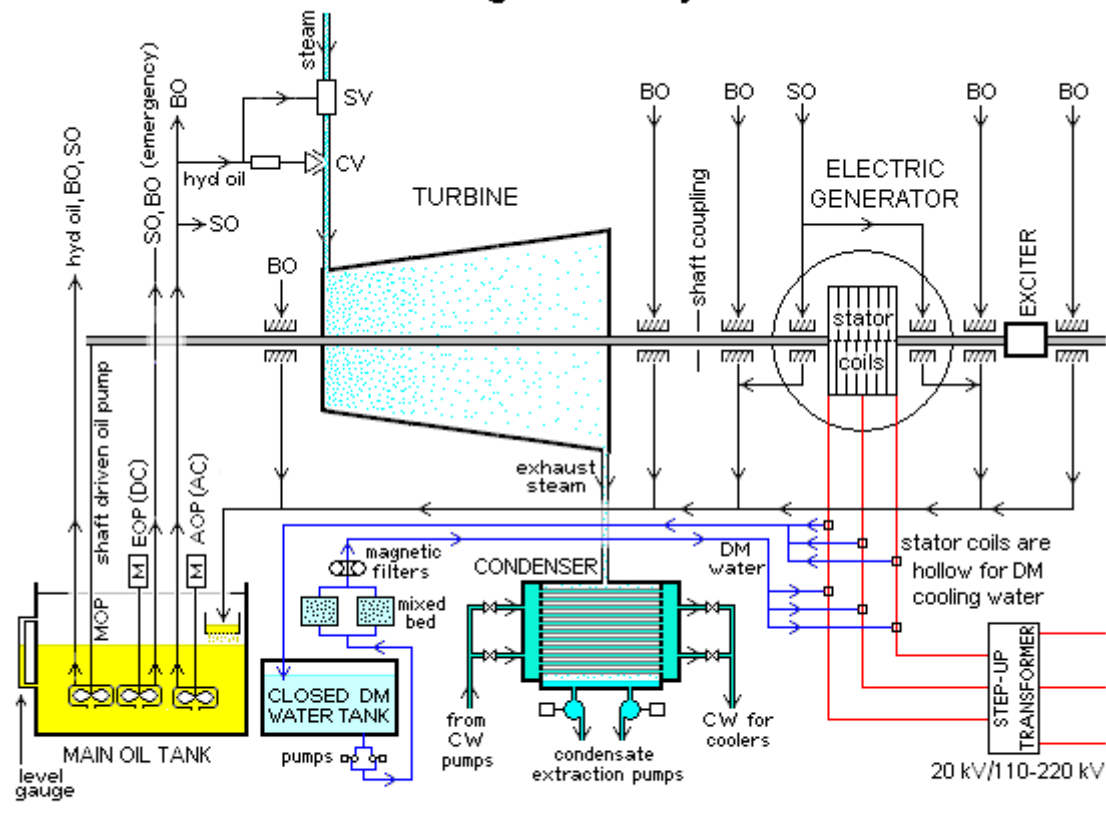 steam
SV
CV
hyd oil
SO
BO
SO, BO (emergency)
hyd oil, BO, SO
BO
TURBINE
BO
BO
SO
BO
BO
ELECTRIC
GENERATOR
shaft coupling
EXCITER
stator
coils
shaft driven oil pump
MOP
EOP (DC)
AOP (AC)
M
M
exhaust
steam
magnetic
filters
mixed
bed
CONDENSER
DM
water
stator coils are
hollow for DM
cooling water
CLOSED DM
WATER TANK
pumps
from
CW
pumps
condensate
extraction pumps
CW for
coolers
STEP-UP
TRANSFORMER
20 kV/110-220 kV
MAIN OIL TANK
level
gauge